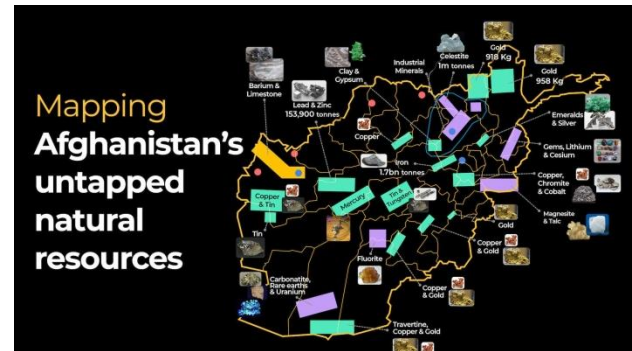 Mapping
Afghanistan's
untapped
natural
resources
Barium &
Limestone
Clay &
Gypsum
Lead & Zinc
153,900 tonnes
Industrial
Minerals
Celestite
1m tonnes
Gold
918 Kg
Gold
958 Kg
Copper
Emeralds
& Silver
Iron
1.7bn tonnes
Gems, Lithium
& Cesium
Copper,
Chromite
& Cobalt
Copper
& Tin
Mercury
Tin &
Tungsten
Magnesite
& Talc
Tin
Gold
Fluorite
Copper
& Gold
Carbonatite,
Rare earths
& Uranium
Copper
& Gold
Travertine,
Copper & Gold